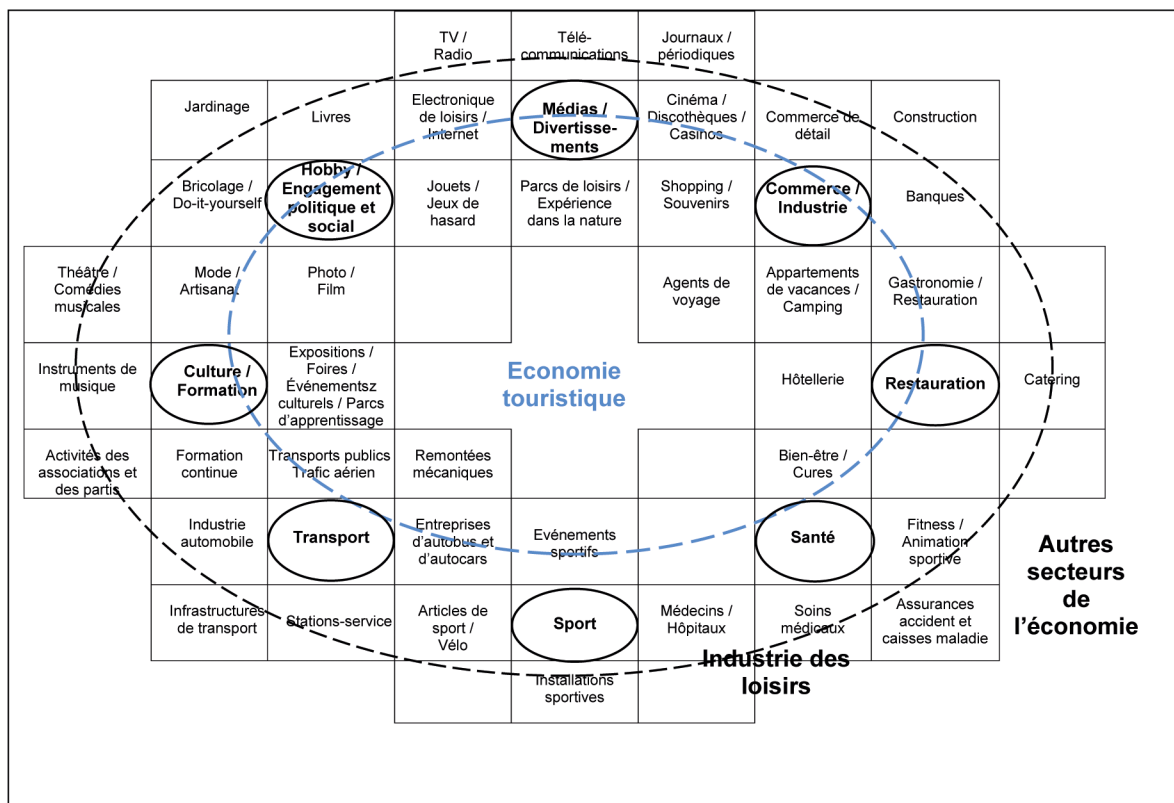 TV /
Radio
Télé-
communications
Journaux /
périodiques
Jardinage
Livres
Electronique
de loisirs /
Internet
Médias /
Divertisse-
ments
Cinéma /
Discothèques /
Casinos
Commerce de
détail
Construction
Bricolage /
Do-it-yourself
Hobby /
Engagement
politique et
social
Jouets /
Jeux de
hasard
Parcs de loisirs /
Expérience
dans la nature
Shopping /
Souvenirs
Commerce /
Industrie
Banques
Théâtre /
Comédies
musicales
Mode /
Artisanat
Photo /
Film
Agents de
voyage
Appartements
de vacances /
Camping
Gastronomie /
Restauration
Instruments de
musique
Culture /
Formation
Expositions /
Foires /
Événementsz
culturels / Parcs
d'apprentissage
Economie
touristique
Hôtellerie
Restauration
Catering
Activités des
associations et
des partis
Formation
continue
Transports publics
Trafic aérien
Remontées
mécaniques
Bien-être /
Cures
Industrie
automobile
Transport
Entreprises
d'autobus et
d'autocars
Evénements
sportifs
Santé
Fitness /
Animation
sportive
Autres
secteurs
de
l'économie
Infrastructures
de transport
Stations-service
Articles de
sport /
Vélo
Sport
Médecins /
Hôpitaux
Soins
médicaux
Assurances
accident et
caisses maladie
Industrie des
loisirs
Installations
sportives